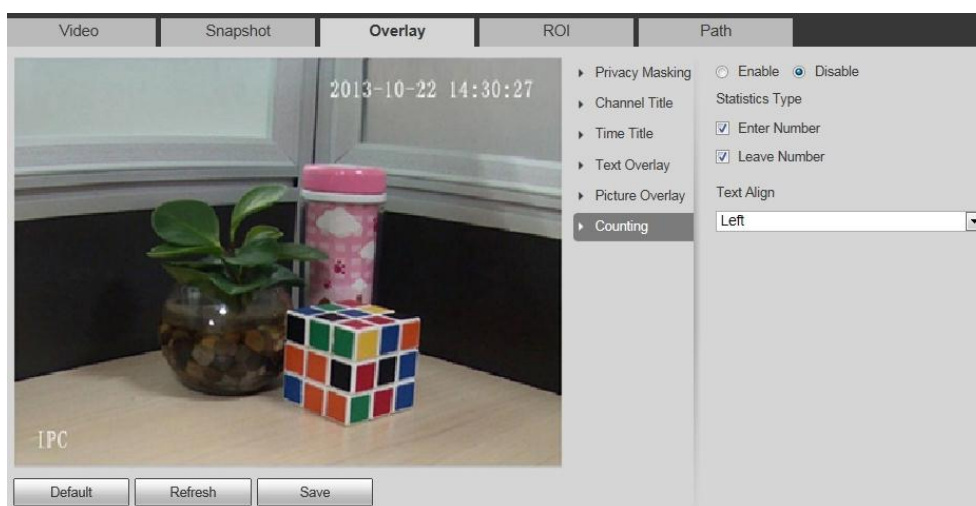 Video
Snapshot
Overlay
ROI
Path
2013-10-22 14:30:27
IPC
Privacy Masking
Channel Title
Time Title
Text Overlay
Picture Overlay
Counting
Enable
Disable
Statistics Type
Enter Number
Leave Number
Text Align
Left
Default
Refresh
Save